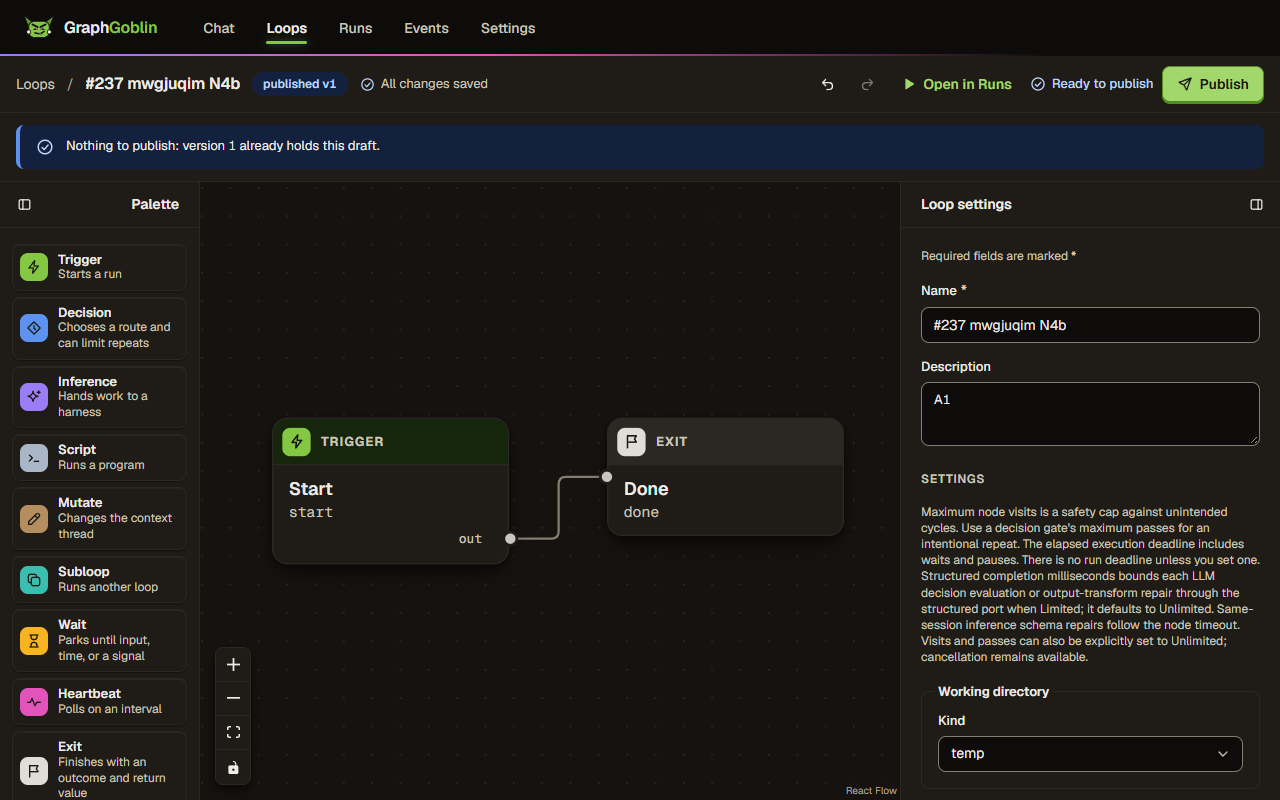 GraphGoblin
Chat
Loops
Runs
Events
Settings
Loops / #237 mwgjuqim N4b
published v1
All changes saved
Open in Runs
Ready to publish
Publish
Nothing to publish: version 1 already holds this draft.
Palette
Trigger
Starts a run
Decision
Chooses a route and
can limit repeats
Inference
Hands work to a
harness
Script
Runs a program
Mutate
Changes the context
thread
Subloop
Runs another loop
Wait
Parks until input,
time, or a signal
Heartbeat
Polls on an interval
Exit
Finishes with an
outcome and return
value
TRIGGER
Start
start
out
EXIT
Done
done
React Flow
Loop settings
Required fields are marked *
Name *
#237 mwgjuqim N4b
Description
A1
SETTINGS
Maximum node visits is a safety cap against unintended
cycles. Use a decision gate's maximum passes for an
intentional repeat. The elapsed execution deadline includes
waits and pauses. There is no run deadline unless you set one.
Structured completion milliseconds bounds each LLM
decision evaluation or output-transform repair through the
structured port when Limited; it defaults to Unlimited. Same-
session inference schema repairs follow the node timeout.
Visits and passes can also be explicitly set to Unlimited;
cancellation remains available.
Working directory
Kind
temp